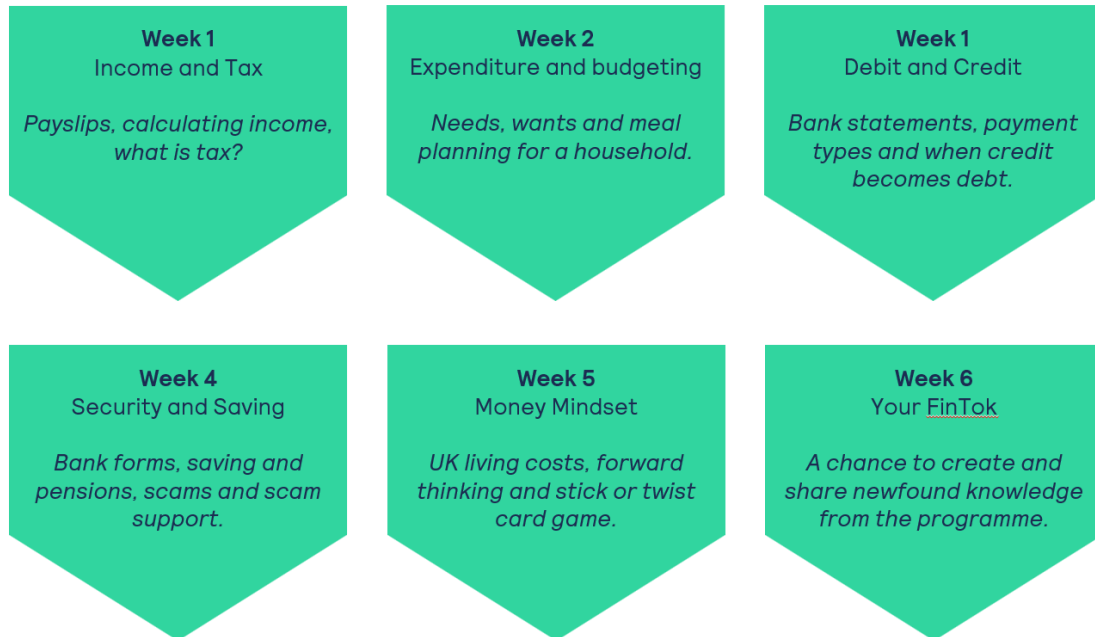 Week 1
Income and Tax
Payslips, calculating income,
what is tax?
Week 2
Expenditure and budgeting
Needs, wants and meal
planning for a household.
Week 1
Debit and Credit
Bank statements, payment
types and when credit
becomes debt.
Week 4
Security and Saving
Bank forms, saving and
pensions, scams and scam
support.
Week 5
Money Mindset
UK living costs, forward
thinking and stick or twist
card game.
Week 6
Your FinTok
A chance to create and
share newfound knowledge
from the programme.